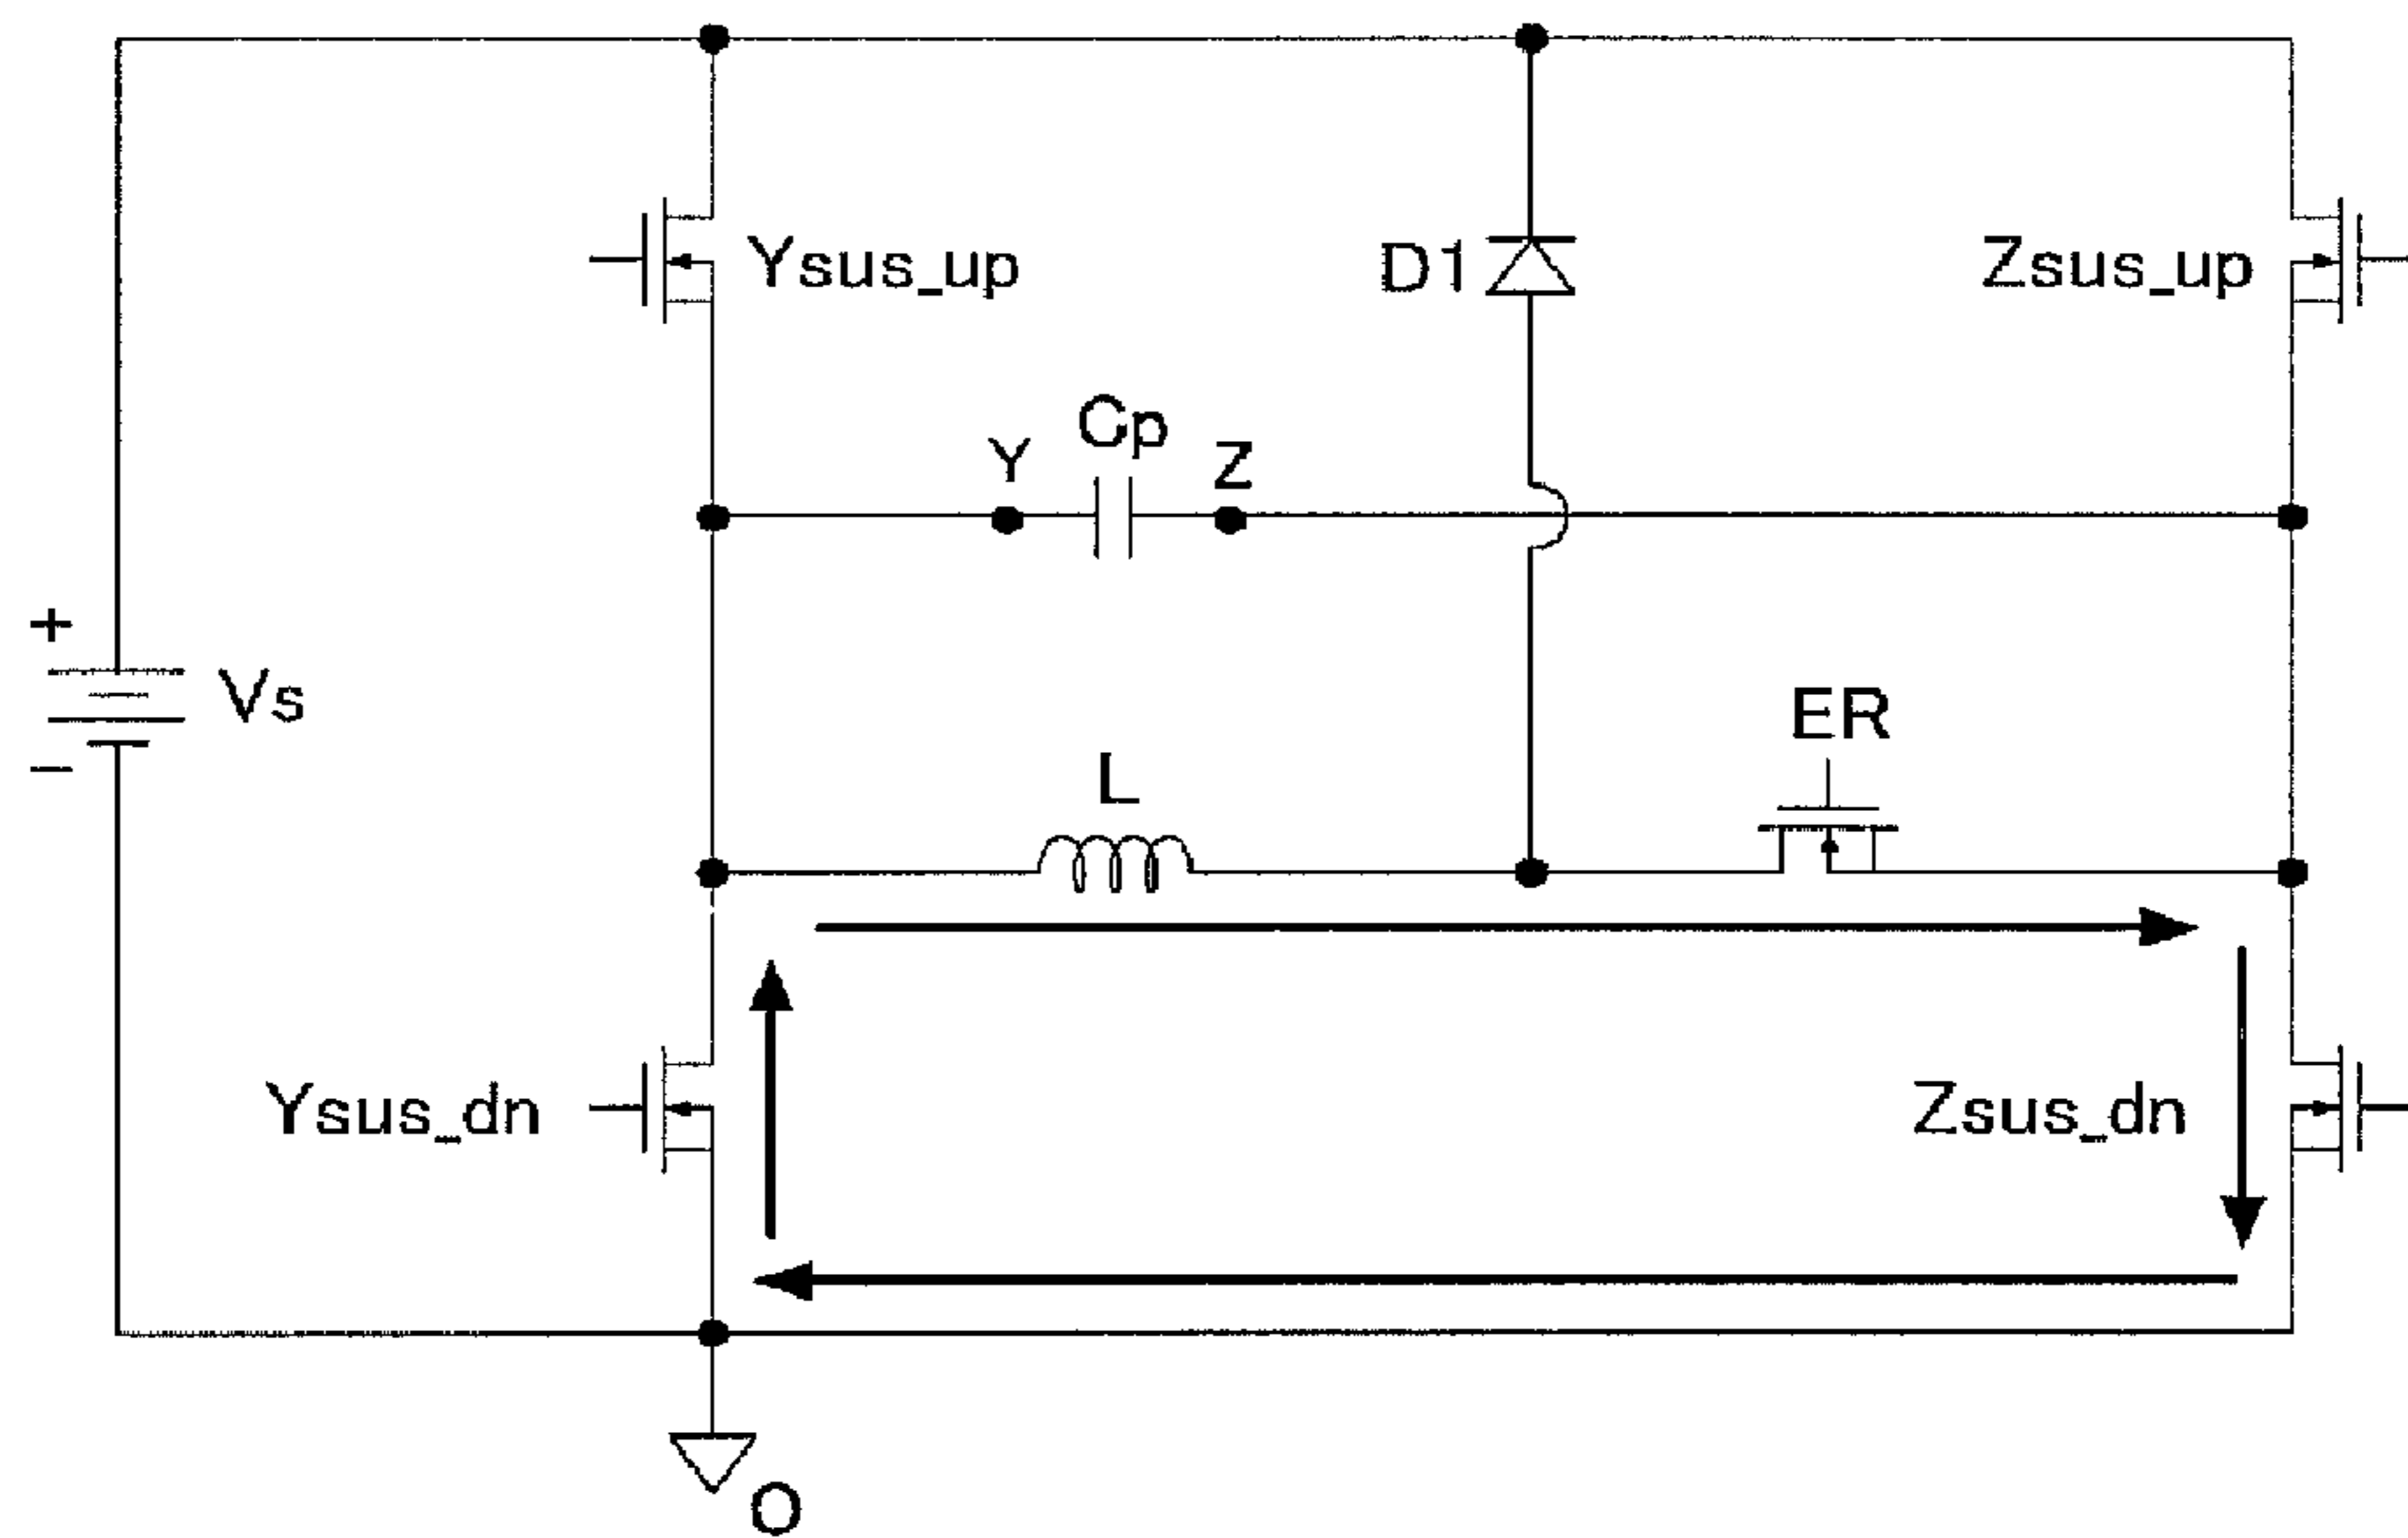 Ysus_up
D1
Zsus_up
Cp
Y
Z
+
Vs
−
ER
L
Ysus_dn
Zsus_dn
O